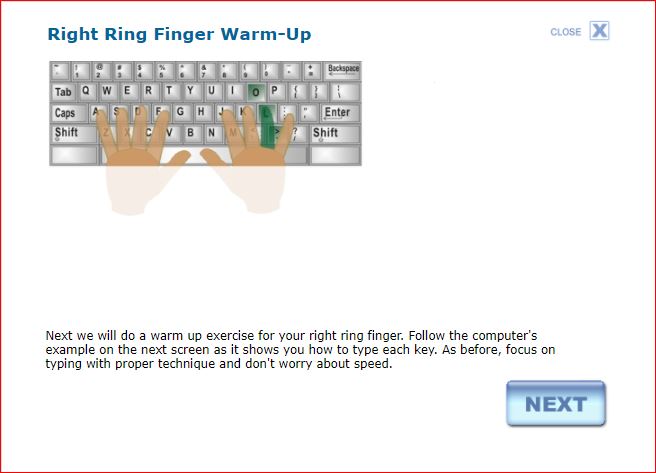 Right Ring Finger Warm-Up
CLOSE X
~ ! @ # $ % ^ & * ( ) - + Backspace
` 1 2 3 4 5 6 7 8 9 0 =
Tab Q W E R T Y U I O P { } |
[ ] \
Caps A S D F G H J K L : " Enter
Shift Z X C V B N M > ? Shift
Next we will do a warm up exercise for your right ring finger. Follow the computer's
example on the next screen as it shows you how to type each key. As before, focus on
typing with proper technique and don't worry about speed.
NEXT